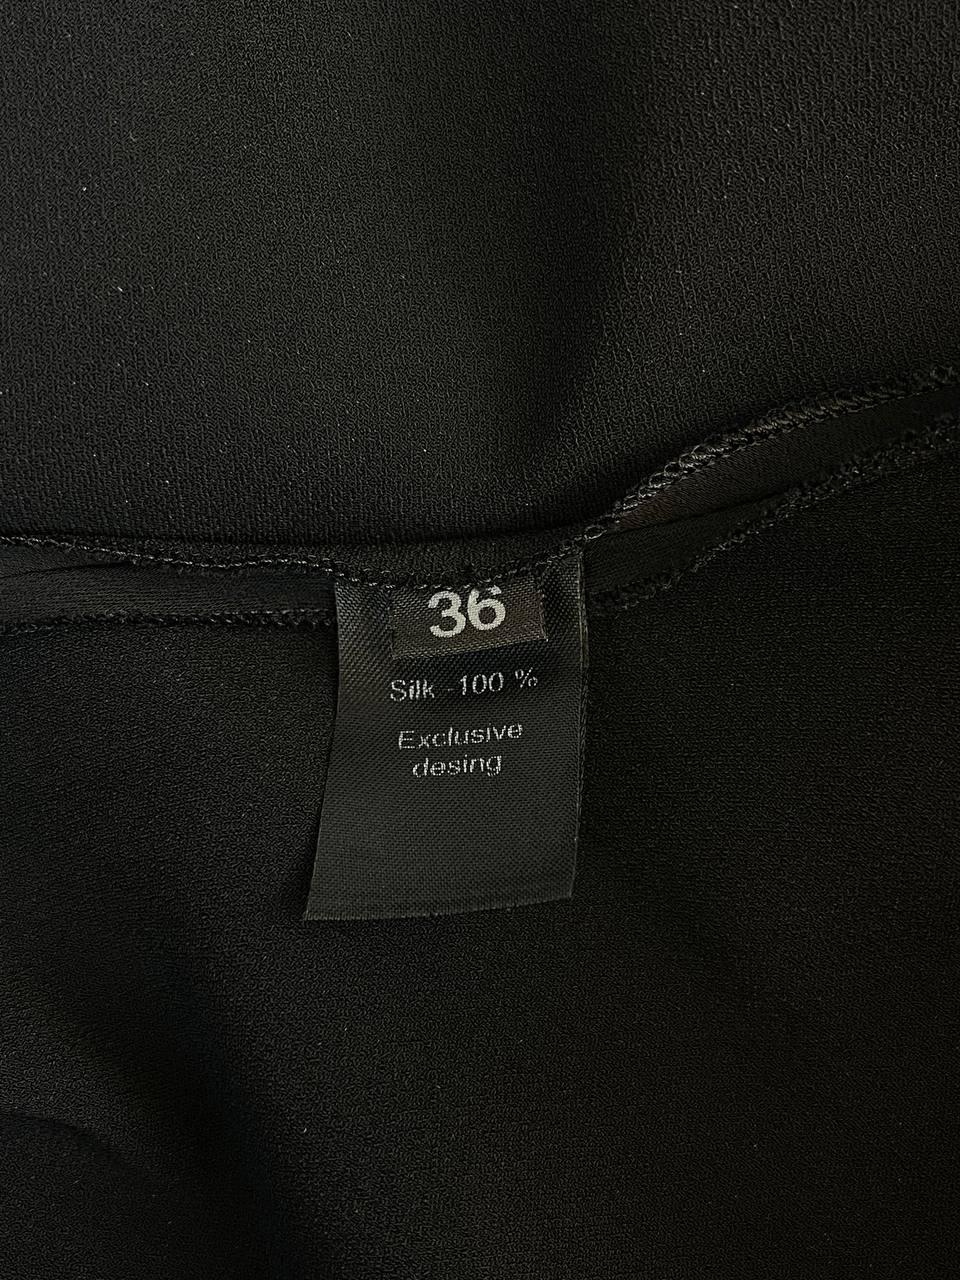 36
Silk -100 %
Exclusive
desing